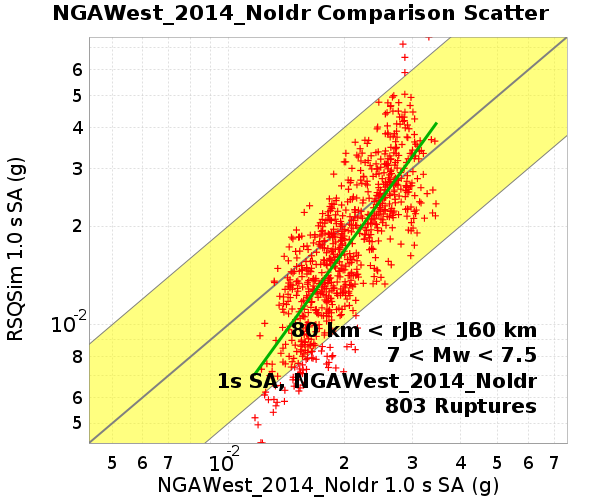 NGAWest_2014_NoIdr Comparison Scatter
RSQSim 1.0 s SA (g)
6
5
4
3
2
10-2
8
6
5
80 km < rJB < 160 km
7 < Mw < 7.5
1s SA, NGAWest_2014_NoIdr
803 Ruptures
5 6 7 10-2 2 3 4 5 6 7
NGAWest_2014_NoIdr 1.0 s SA (g)